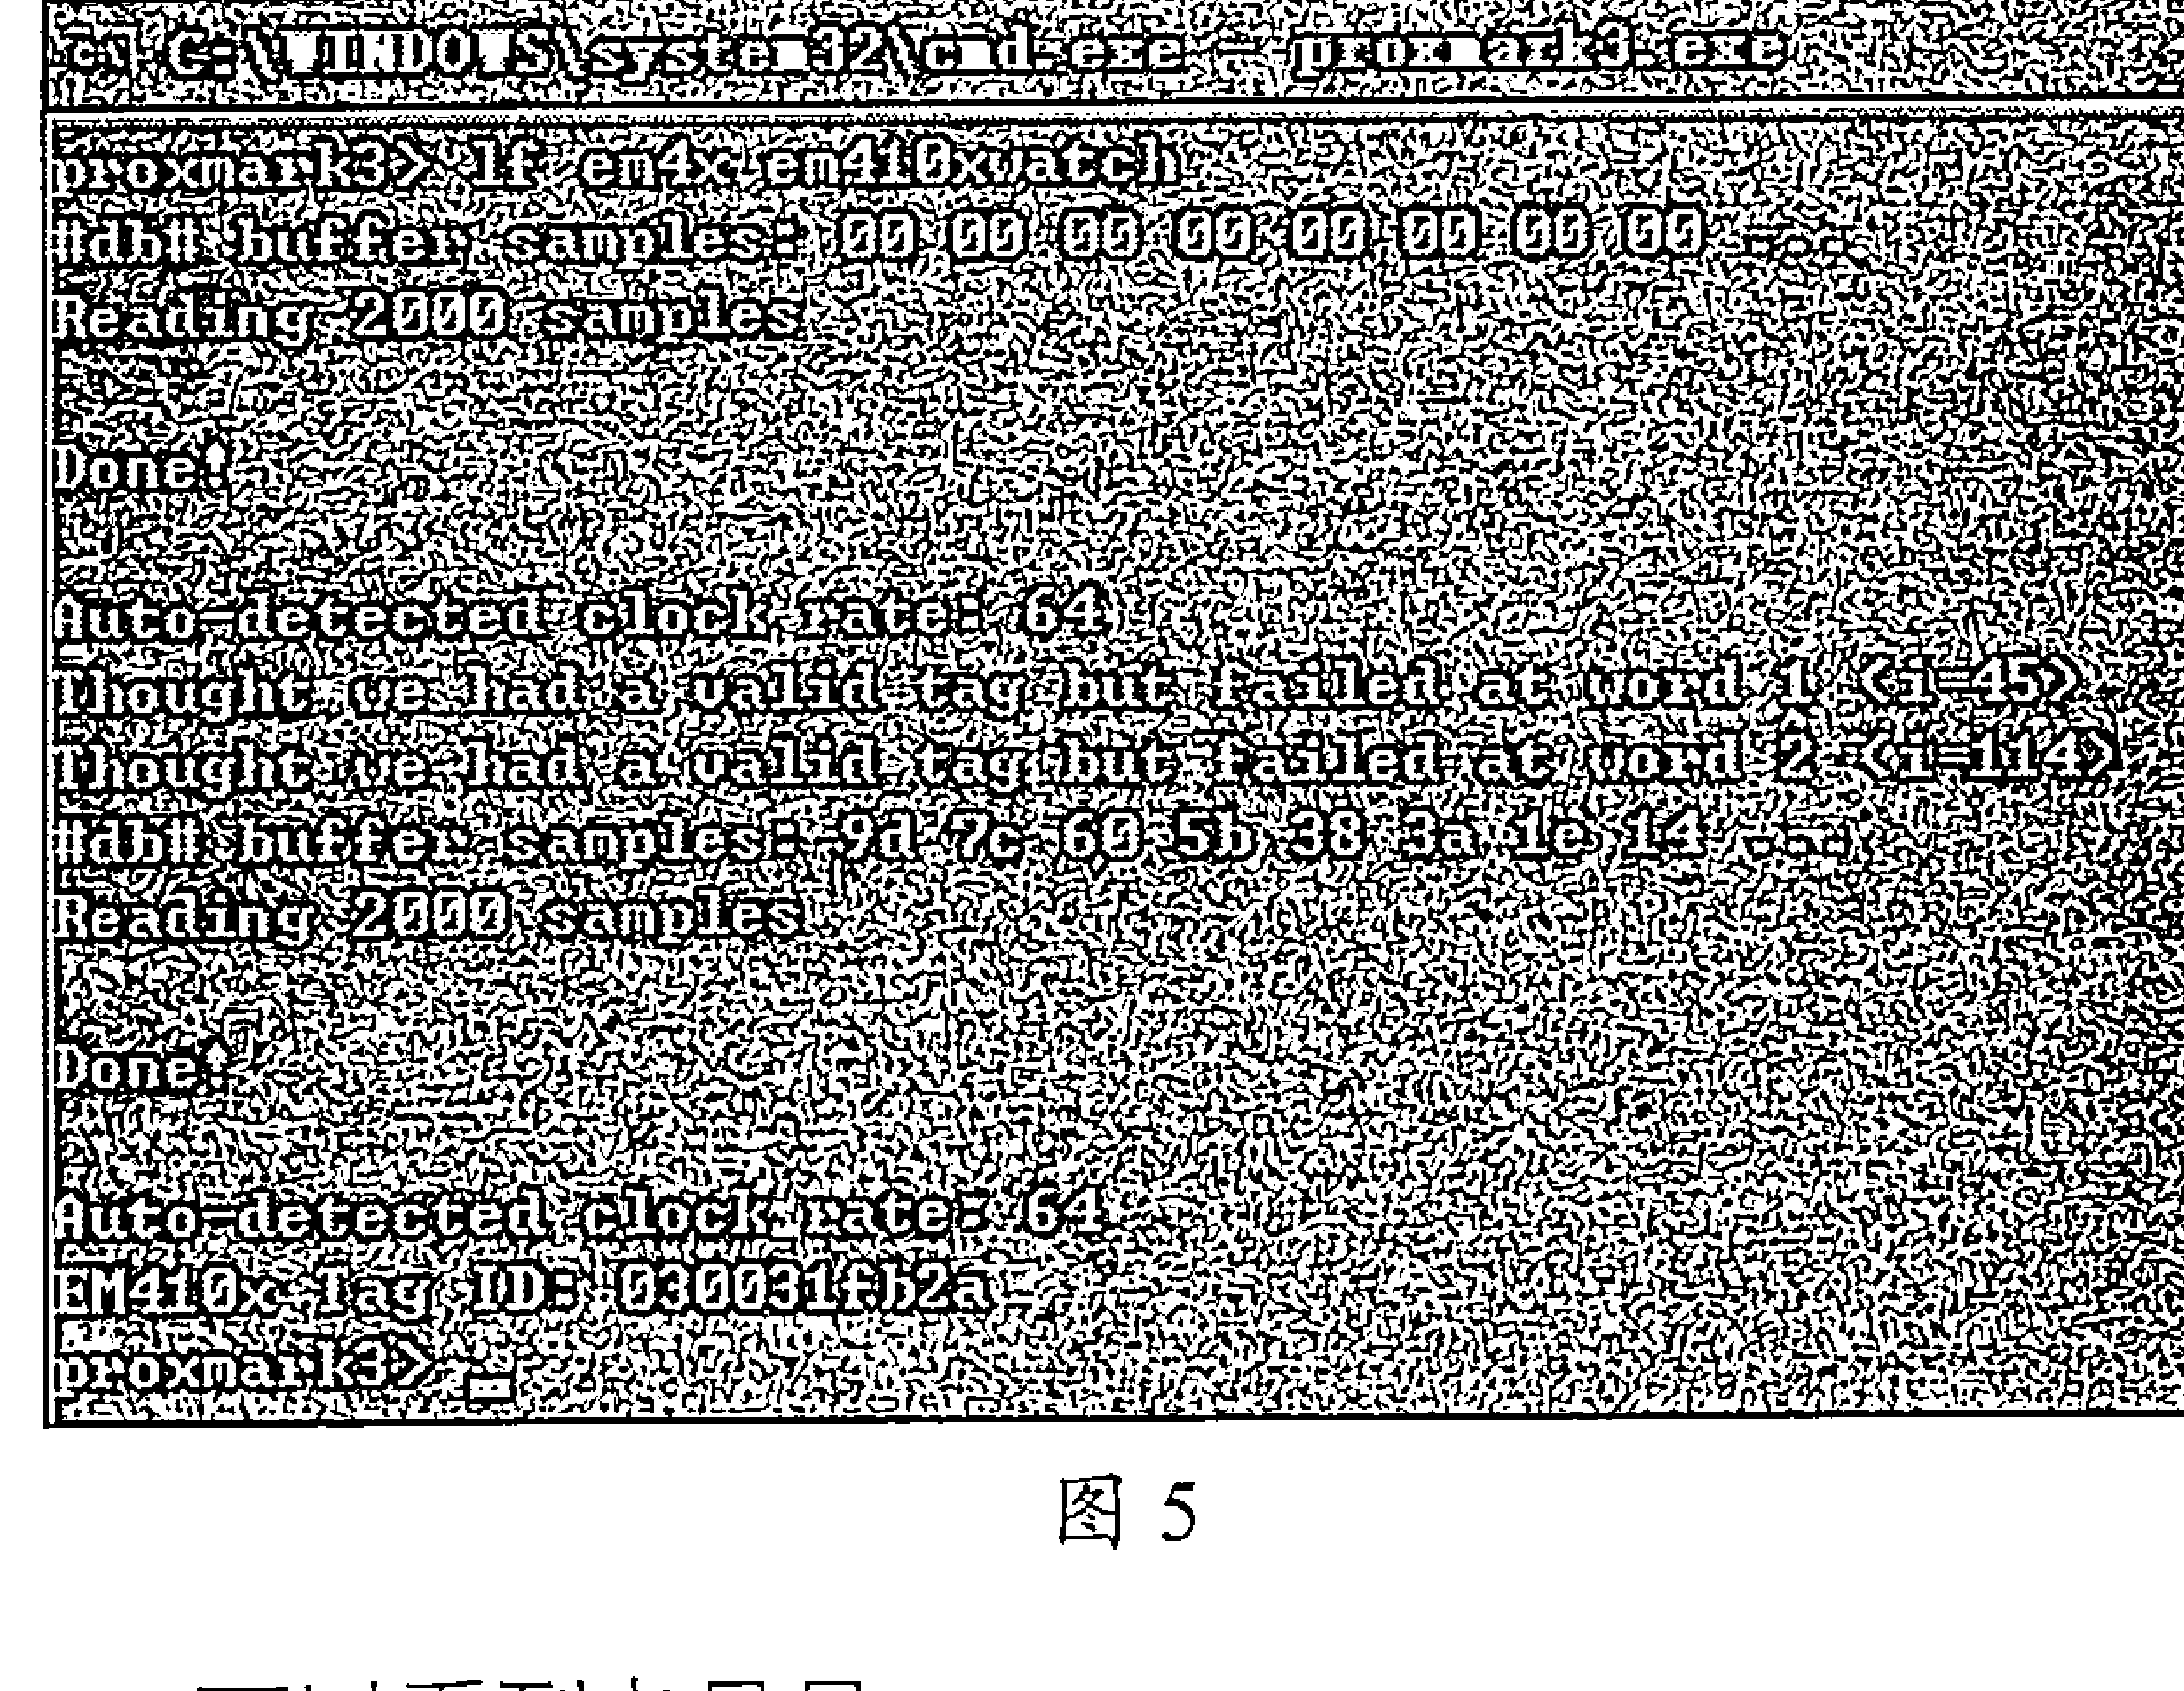 C:\WINDOWS\system32\cmd.exe - proxmark3.exe
proxmark3> lf em4x em410xwatch
#db# buffer samples: 00 00 00 00 00 00 00 00 ...
Reading 2000 samples
Done!
Auto-detected clock rate: 64
Thought we had a valid tag but failed at word 1 (i=45)
Thought we had a valid tag but failed at word 2 (i=114)
#db# buffer samples: 9d 7c 60 5b 38 3a 1e 14 ...
Reading 2000 samples
Done!
Auto-detected clock rate: 64
EM410x Tag ID: 030031fb2a
proxmark3>
图 5